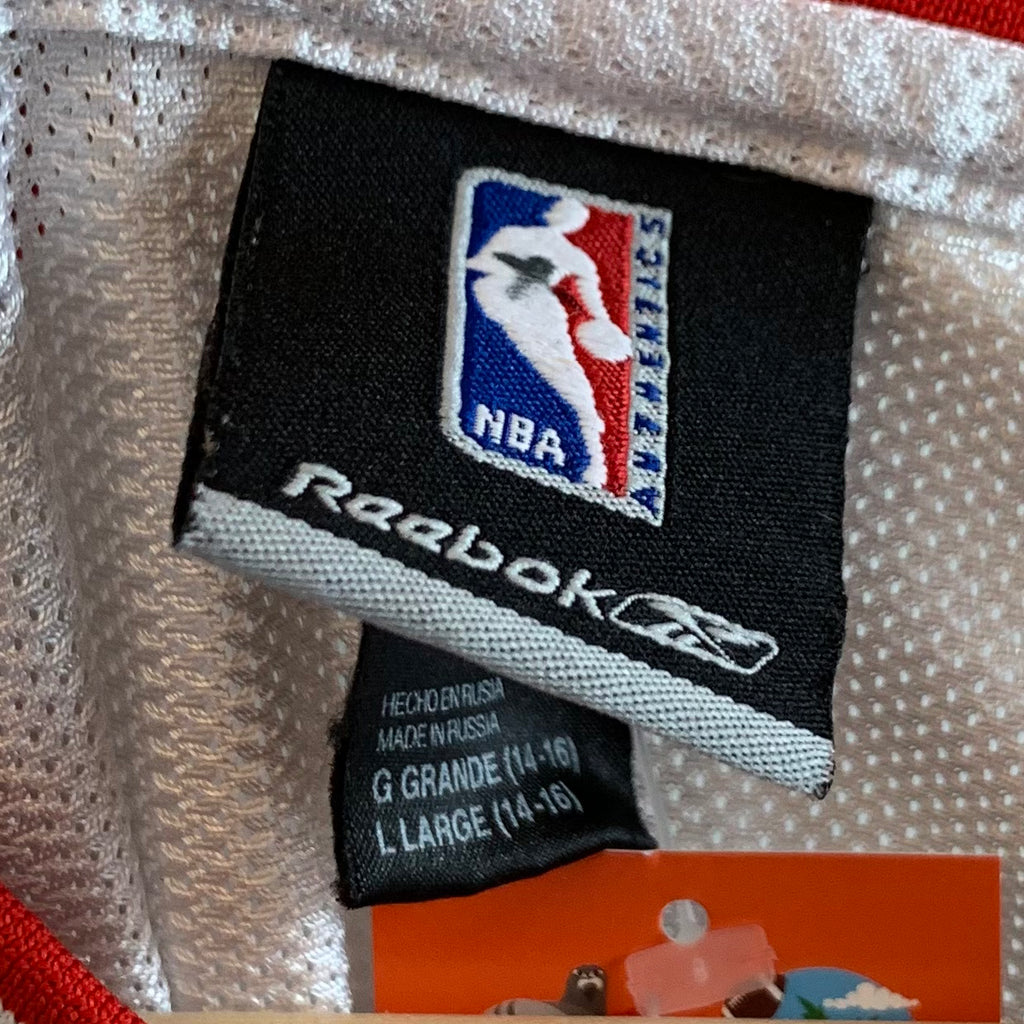 NBA
AUTHENTICS
Reebok
HECHO EN RUSIA
MADE IN RUSSIA
G GRANDE (14-16)
L LARGE (14-16)